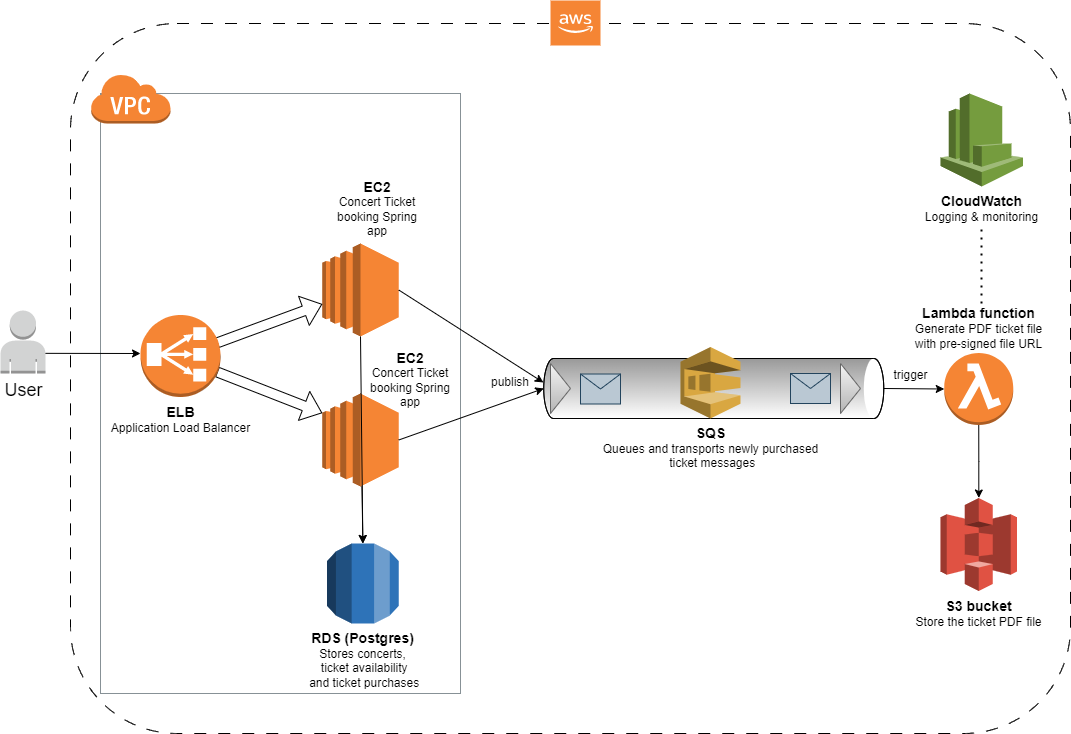 aws
VPC
EC2
Concert Ticket
booking Spring
app
CloudWatch
Logging & monitoring
User
ELB
Application Load Balancer
EC2
Concert Ticket
booking Spring
app
publish
SQS
Queues and transports newly purchased
ticket messages
trigger
Lambda function
Generate PDF ticket file
with pre-signed file URL
RDS (Postgres)
Stores concerts,
ticket availability
and ticket purchases
S3 bucket
Store the ticket PDF file